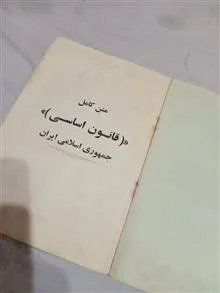 متن کامل
«(قانون اساسی)»
جمهوری اسلامی ایران